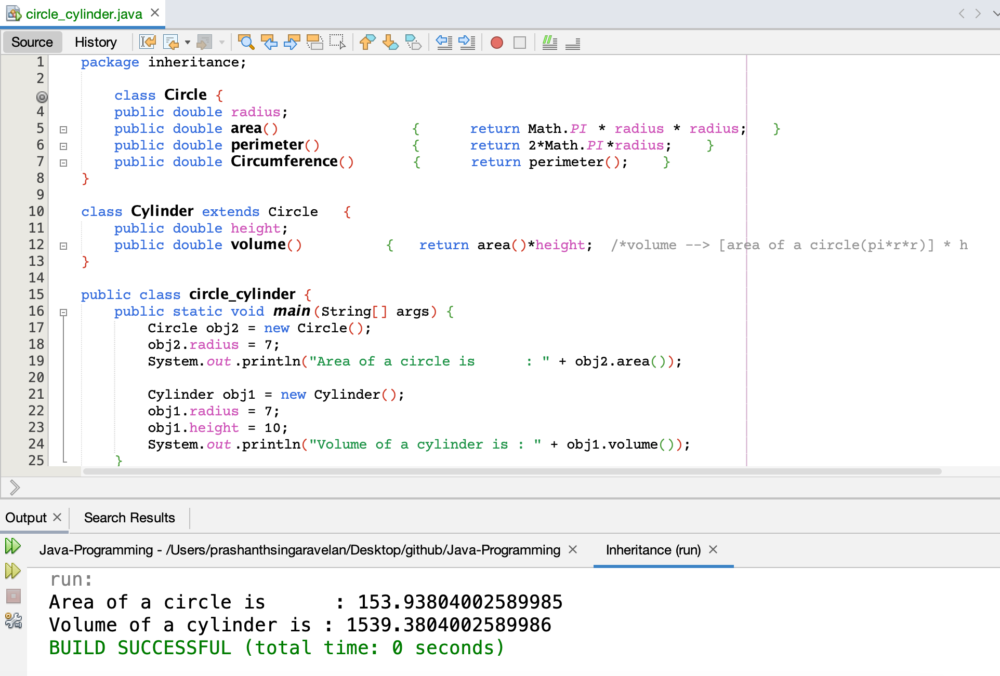 circle_cylinder.java
Source History
1 package inheritance;
2
class Circle {
4 public double radius;
5 public double area() { return Math.PI * radius * radius; }
6 public double perimeter() { return 2*Math.PI*radius; }
7 public double Circumference() { return perimeter(); }
8 }
9
10 class Cylinder extends Circle {
11 public double height;
12 public double volume() { return area()*height; /*volume --> [area of a circle(pi*r*r)] * h
13 }
14
15 public class circle_cylinder {
16 public static void main(String[] args) {
17 Circle obj2 = new Circle();
18 obj2.radius = 7;
19 System.out.println("Area of a circle is      : " + obj2.area());
20
21 Cylinder obj1 = new Cylinder();
22 obj1.radius = 7;
23 obj1.height = 10;
24 System.out.println("Volume of a cylinder is : " + obj1.volume());
25 }
Output Search Results
Java-Programming - /Users/prashanthsingaravelan/Desktop/github/Java-Programming Inheritance (run)
run:
Area of a circle is      : 153.93804002589985
Volume of a cylinder is : 1539.3804002589986
BUILD SUCCESSFUL (total time: 0 seconds)